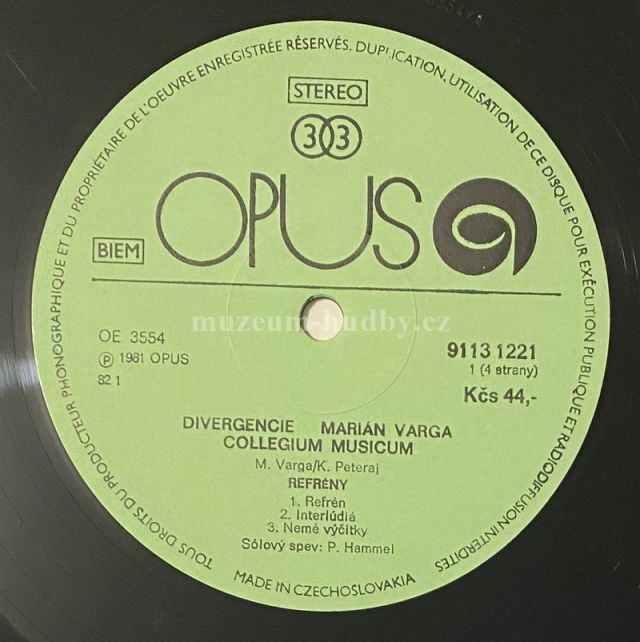 TOUS DROITS DU PRODUCTEUR PHONOGRAPHIQUE ET DU PROPRIÉTAIRE DE L'OEUVRE ENREGISTRÉE RÉSERVÉS. DUPLICATION, UTILISATION DE CE DISQUE POUR EXÉCUTION PUBLIQUE ET RADIODIFFUSION INTERDITES
STEREO
33
OPUS
BIEM
muzeum-hudby.cz
OE 3554
℗ 1981 OPUS
82 1
9113 1221
1 (4 strany)
Kčs 44,-
DIVERGENCIE MARIÁN VARGA
COLLEGIUM MUSICUM
M. Varga/K. Peteraj
REFRÉNY
1. Refrén
2. Interlúdiá
3. Nemé výčitky
Sólový spev: P. Hammel
MADE IN CZECHOSLOVAKIA